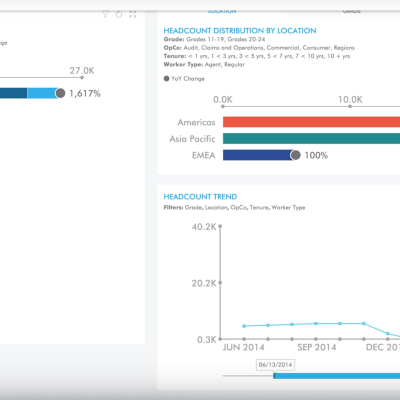 LOCATION
GRADE
HEADCOUNT DISTRIBUTION BY LOCATION
Grade: Grades 11-19, Grades 20-24
OpCo: Audit, Claims and Operations, Commercial, Consumer, Regions
Tenure: < 1 yrs, 1 < 3 yrs, 3 < 5 yrs, 5 < 7 yrs, 7 < 10 yrs, 10 + yrs
Worker Type: Agent, Regular
YoY Change
nge
27.0K
1,617%
0.0K
10.0K
Americas
Asia Pacific
EMEA
100%
HEADCOUNT TREND
Filters: Grade, Location, OpCo, Tenure, Worker Type
40.2K
20.2K
0.3K
JUN 2014
SEP 2014
DEC 201
06/13/2014